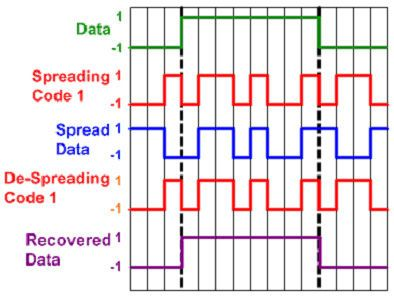 Data 1
-1
Spreading 1
Code 1 -1
Spread 1
Data -1
De-Spreading 1
Code 1 -1
Recovered 1
Data -1